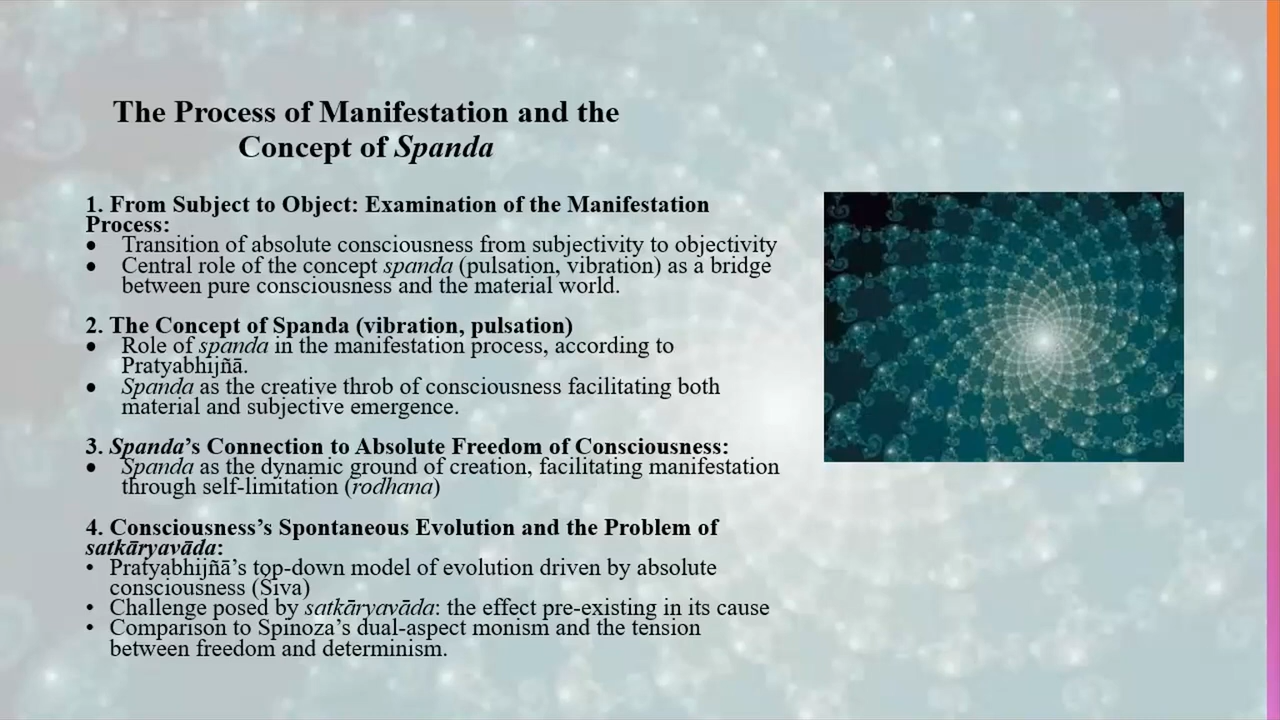 The Process of Manifestation and the
Concept of Spanda
1. From Subject to Object: Examination of the Manifestation
Process:
● Transition of absolute consciousness from subjectivity to objectivity
● Central role of the concept spanda (pulsation, vibration) as a bridge
between pure consciousness and the material world.
2. The Concept of Spanda (vibration, pulsation)
● Role of spanda in the manifestation process, according to
Pratyabhijñā.
● Spanda as the creative throb of consciousness facilitating both
material and subjective emergence.
3. Spanda’s Connection to Absolute Freedom of Consciousness:
● Spanda as the dynamic ground of creation, facilitating manifestation
through self-limitation (rodhana)
4. Consciousness’s Spontaneous Evolution and the Problem of
satkāryavāda:
• Pratyabhijñā’s top-down model of evolution driven by absolute
consciousness (Śiva)
• Challenge posed by satkāryavāda: the effect pre-existing in its cause
• Comparison to Spinoza’s dual-aspect monism and the tension
between freedom and determinism.